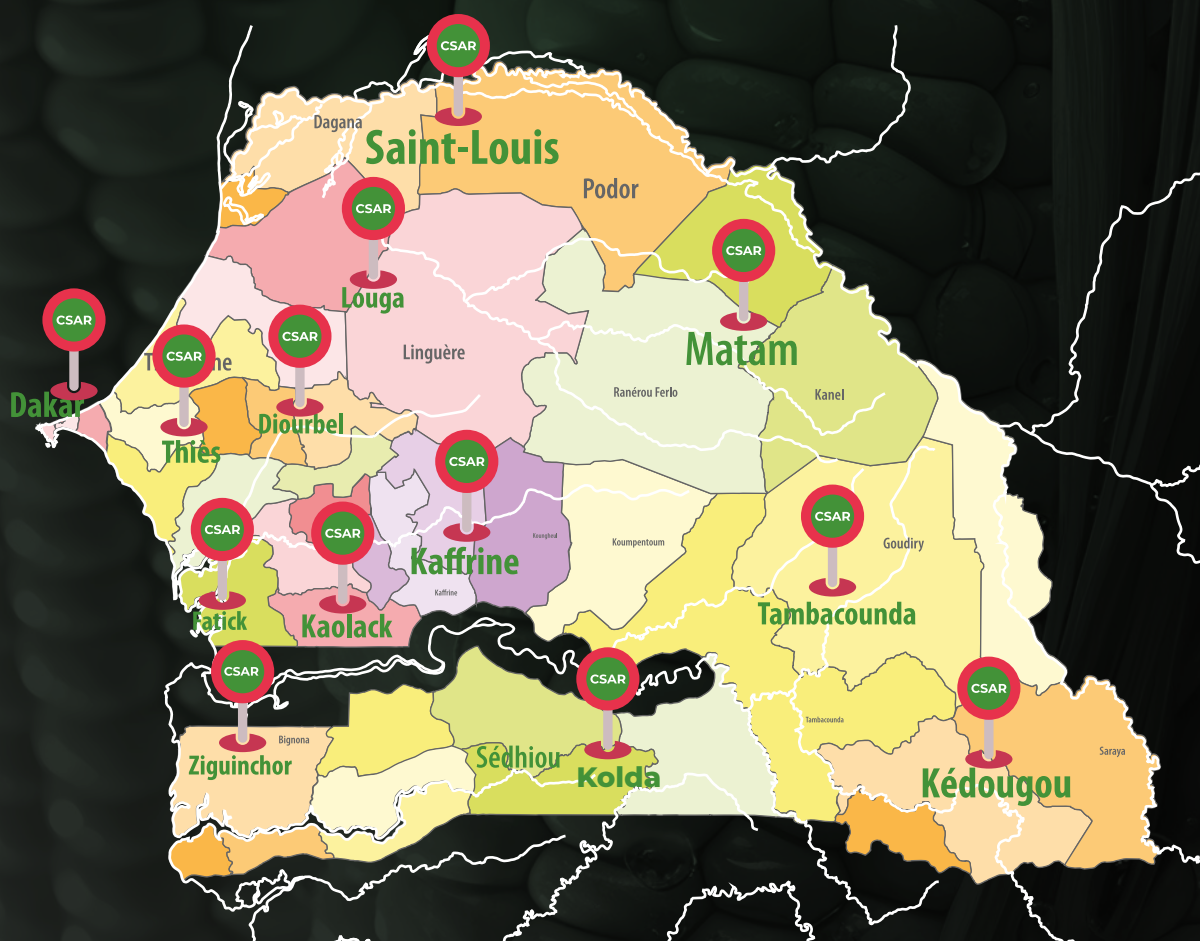 CSAR
Dagana
Saint-Louis
Podor
CSAR
Louga
CSAR
Matam
CSAR
Dakar
CSAR
Thiès
CSAR
Diourbel
Linguère
Ranérou Ferlo
Kanel
CSAR
Kaffrine
Kaffrine
Koungheul
Koumpentoum
CSAR
Goudiry
Tambacounda
CSAR
Fatick
CSAR
Kaolack
CSAR
Bignona
Ziguinchor
Sédhiou
CSAR
Kolda
Tambacounda
CSAR
Kédougou
Saraya